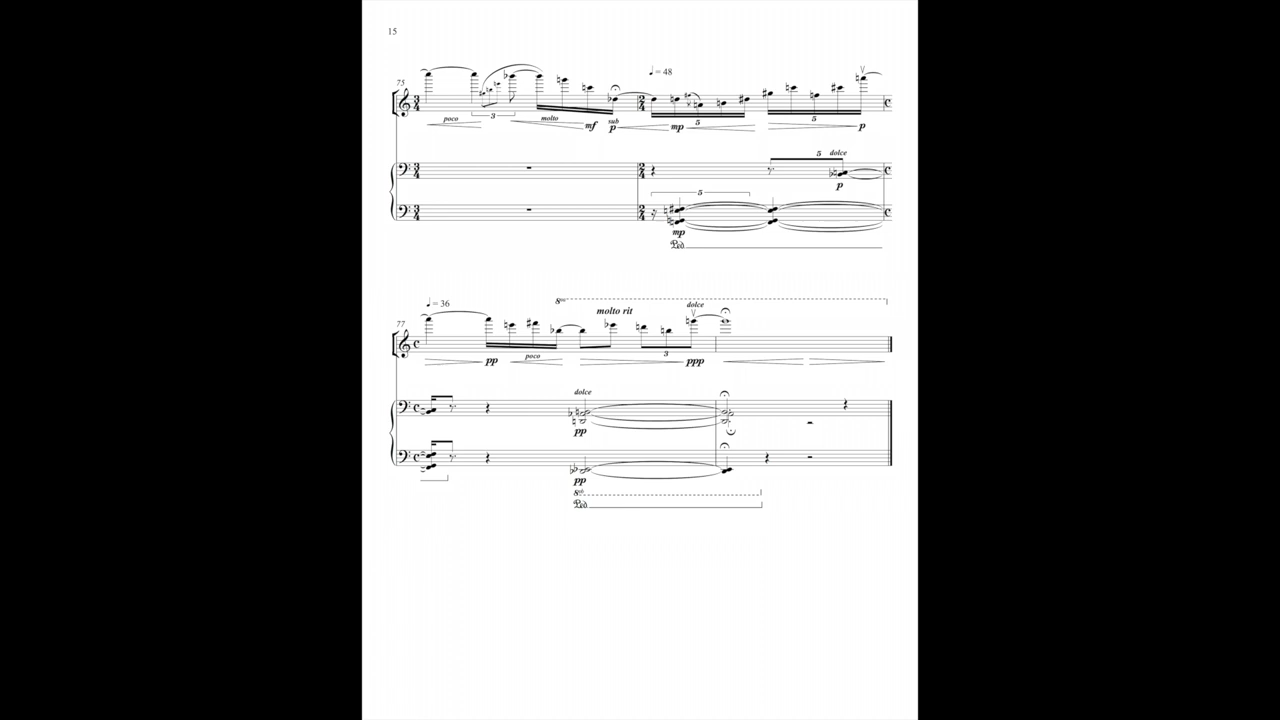 15
♩ = 48
75
3
poco
molto
mf
sub
p
mp
5
5
p
5
dolce
p
5
mp
Ped
♩ = 36
8va
dolce
molto rit
77
pp
poco
3
ppp
dolce
pp
pp
8vb
Ped